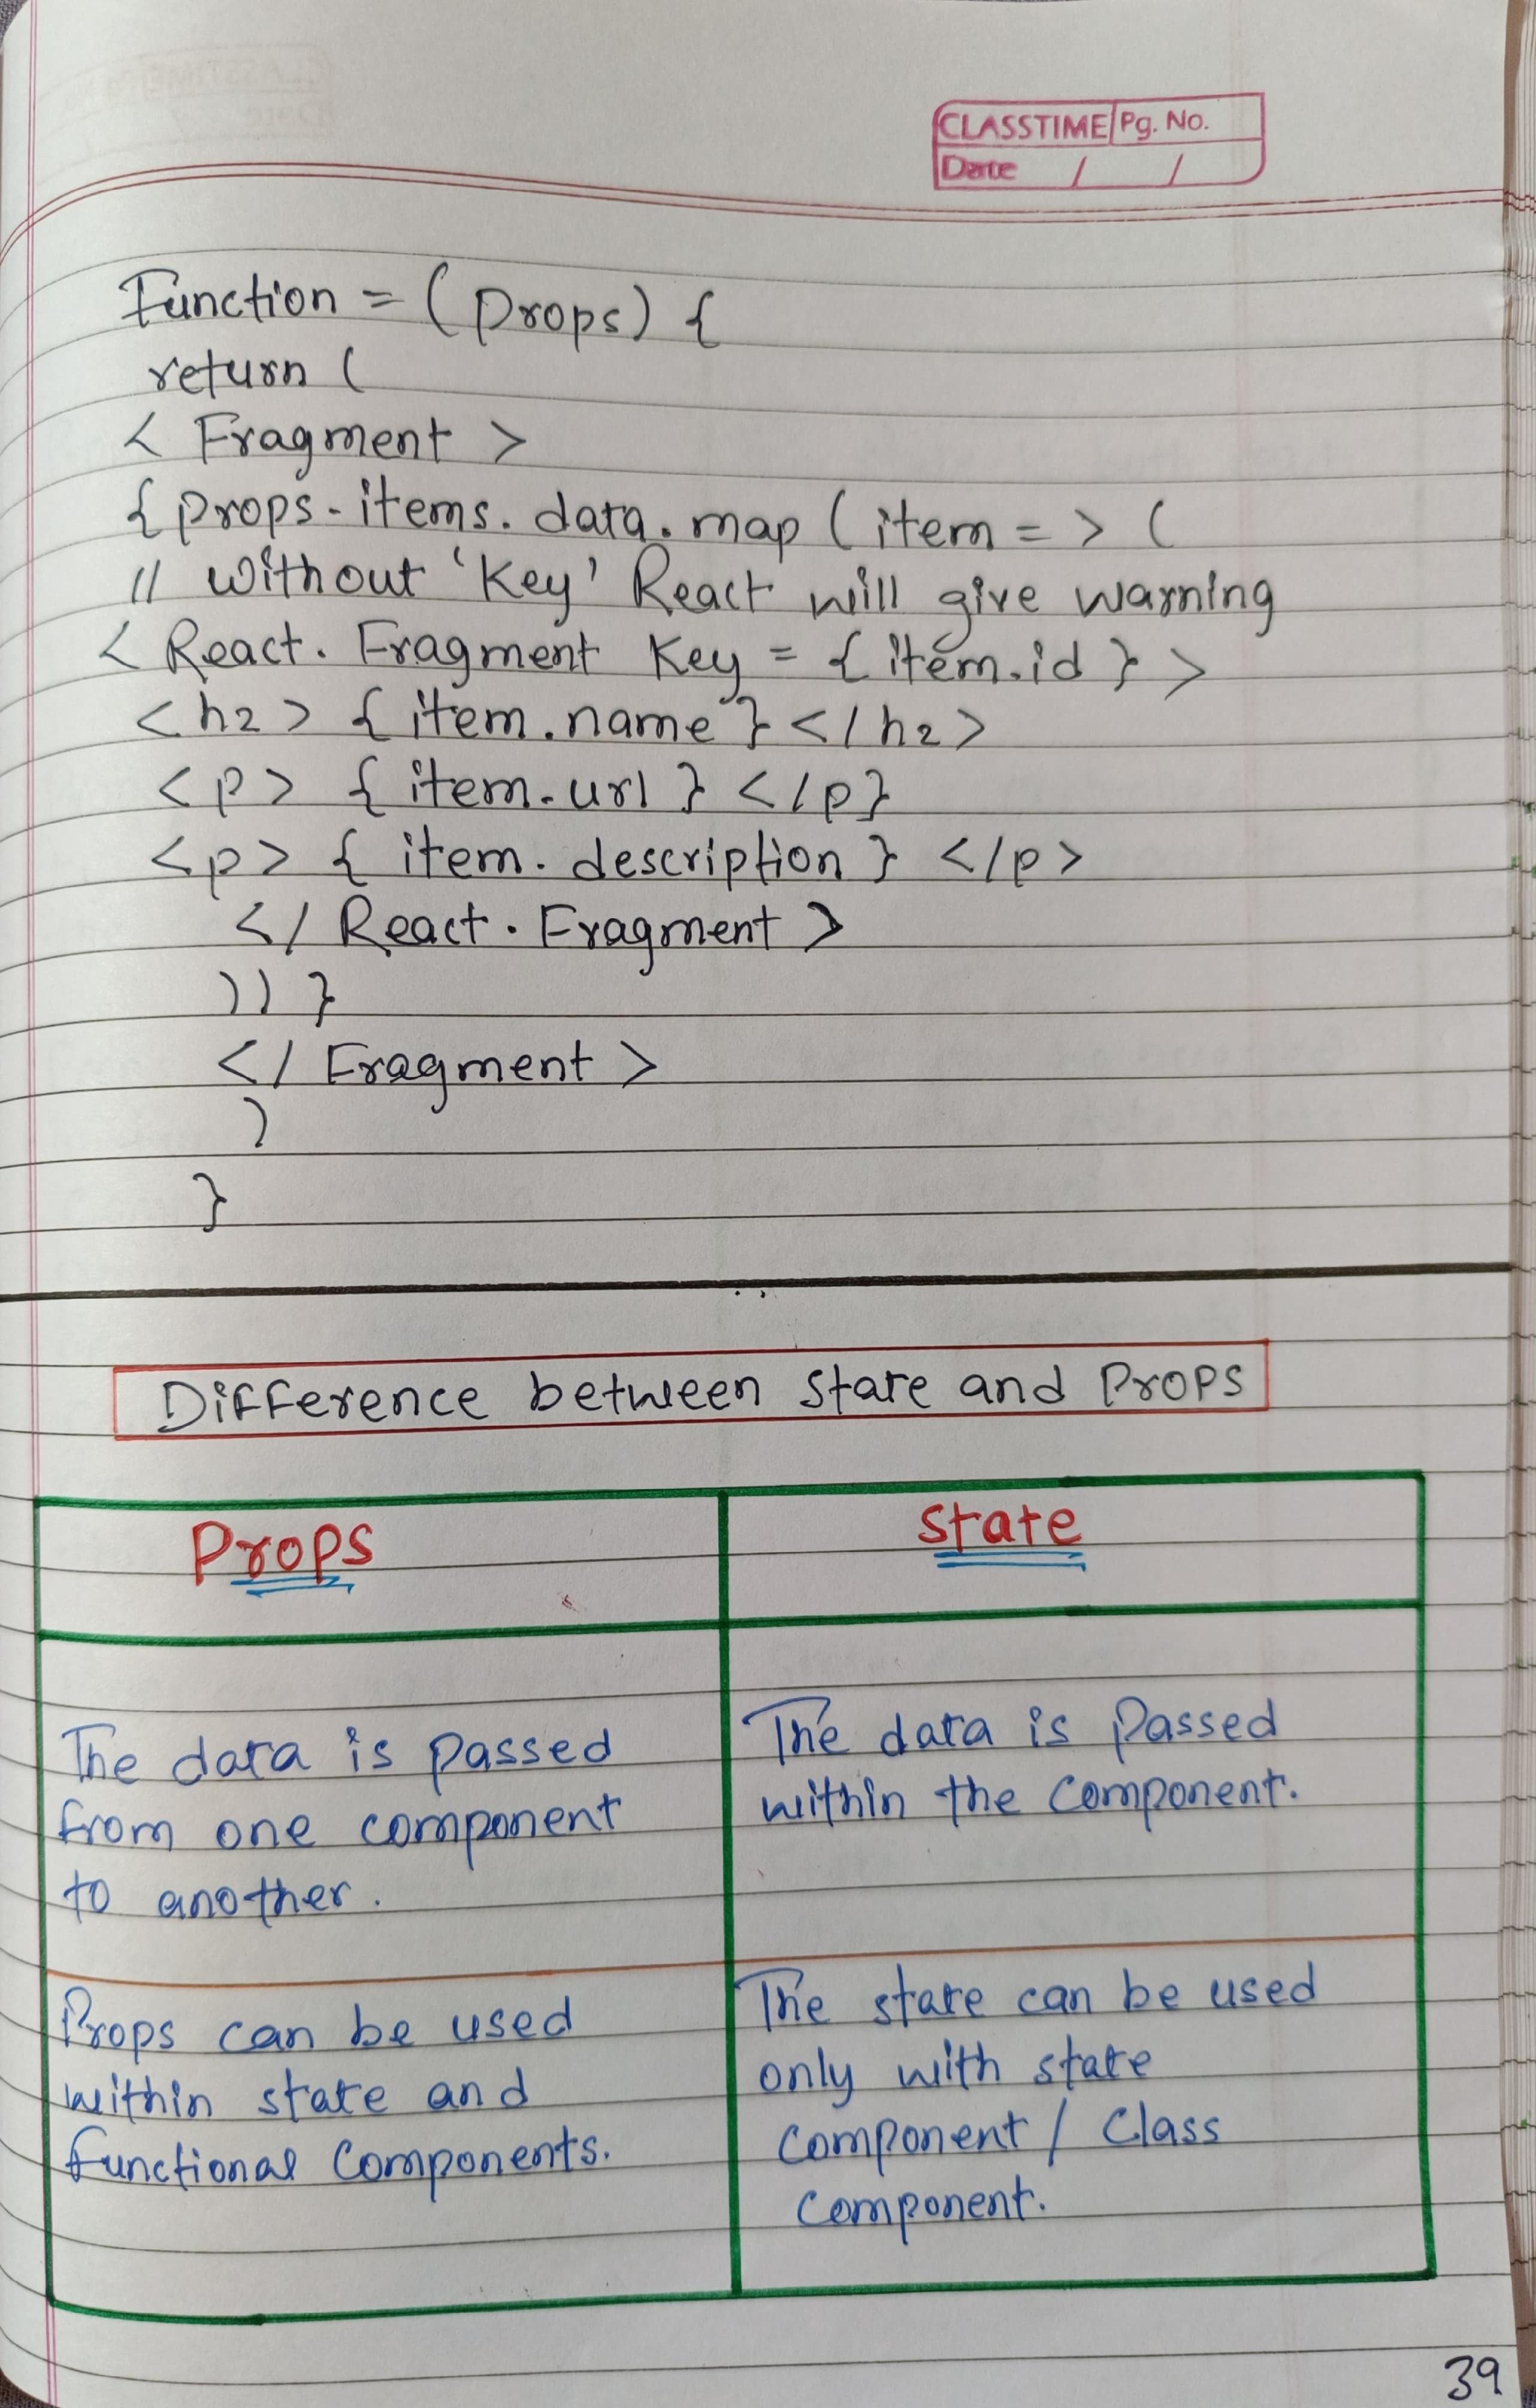 CLASSTIME Pg. No.
Date / /
Function = (props) {
return (
< Fragment >
{ props-items. data. map ( item = > (
// without 'Key' React will give warning
< React. Fragment Key = { item.id } >
<h2> { item.name } </h2>
<p> { item-url } </p}
<p> { item. description } </p>
</ React. Fragment >
)) }
</ Fragment >
)
}
Difference between state and Props
Props
state
The data is passed
from one component
to another.
The data is passed
within the component.
Props can be used
within state and
functional components.
The state can be used
only with state
component / Class
component.
39